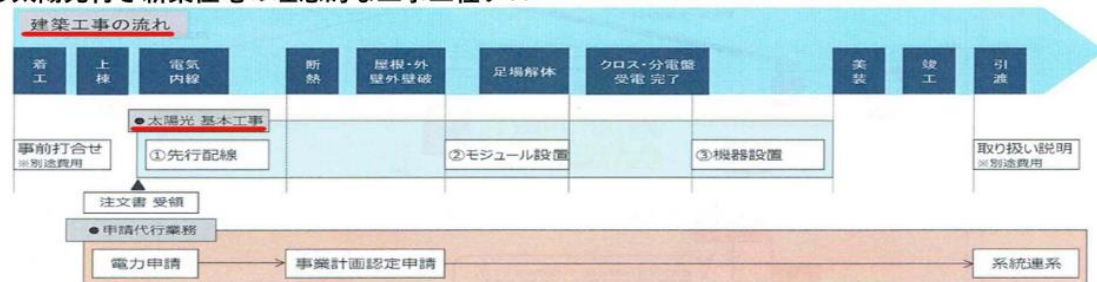 建築工事の流れ
着工
上棟
電気内線
断熱
屋根・外壁外壁破
足場解体
クロス・分電盤受電 完了
美装
竣工
引渡
●太陽光 基本工事
事前打合せ
※別途費用
①先行配線
②モジュール設置
③機器設置
取り扱い説明
※別途費用
注文書 受領
●申請代行業務
電力申請
事業計画認定申請
系統連系